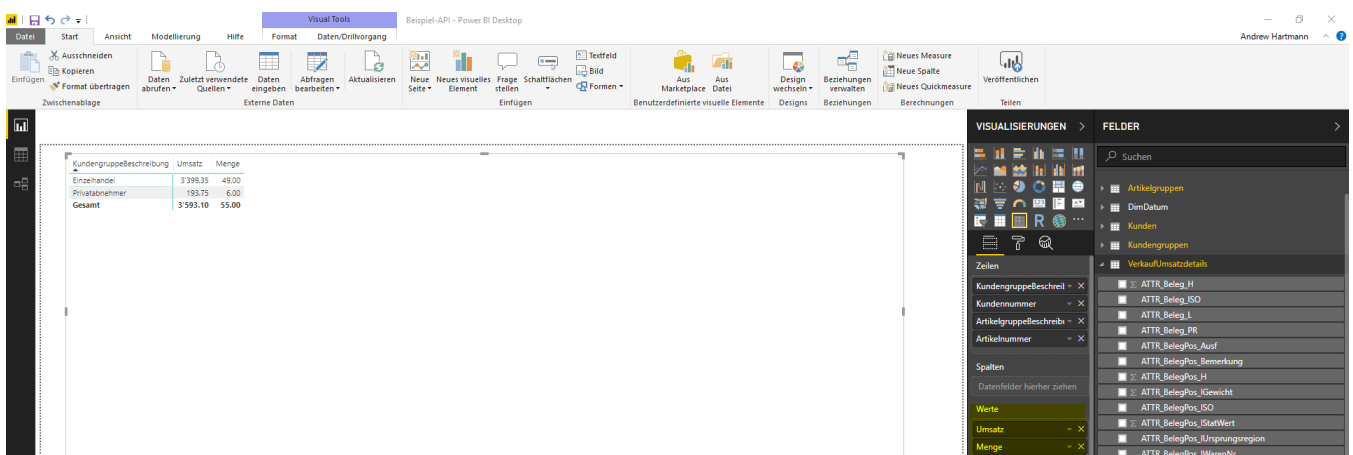 Visual Tools
Beispiel-API - Power BI Desktop
Datei Start Ansicht Modellierung Hilfe Format Daten/Drillvorgang
Andrew Hartmann
Einfügen
Ausschneiden
Kopieren
Format übertragen
Zwischenablage
Daten abrufen
Zuletzt verwendete Quellen
Daten eingeben
Abfragen bearbeiten
Aktualisieren
Externe Daten
Neue Seite
Neues visuelles Element
Frage stellen
Schaltflächen
Textfeld
Bild
Formen
Einfügen
Aus Marketplace
Aus Datei
Benutzerdefinierte visuelle Elemente
Design wechseln
Designs
Beziehungen verwalten
Beziehungen
Neues Measure
Neue Spalte
Neues Quickmeasure
Berechnungen
Veröffentlichen
Teilen
KundengruppeBeschreibung Umsatz Menge
Einzelhandel 3'399.35 49.00
Privatabnehmer 193.75 6.00
Gesamt 3'593.10 55.00
VISUALISIERUNGEN
R
Zeilen
KundengruppeBeschreil
Kundennummer
ArtikelgruppeBeschreibu
Artikelnummer
Spalten
Datenfelder hierher ziehen
Werte
Umsatz
Menge
FELDER
Suchen
Artikelgruppen
DimDatum
Kunden
Kundengruppen
VerkaufUmsatzdetails
Σ ATTR_Beleg_H
ATTR_Beleg_ISO
ATTR_Beleg_L
ATTR_Beleg_PR
ATTR_BelegPos_Ausf
ATTR_BelegPos_Bemerkung
Σ ATTR_BelegPos_H
Σ ATTR_BelegPos_IGewicht
ATTR_BelegPos_ISO
Σ ATTR_BelegPos_IStatWert
ATTR_BelegPos_IUrsprungsregion
ATTR_BelegPos_IWarenNr